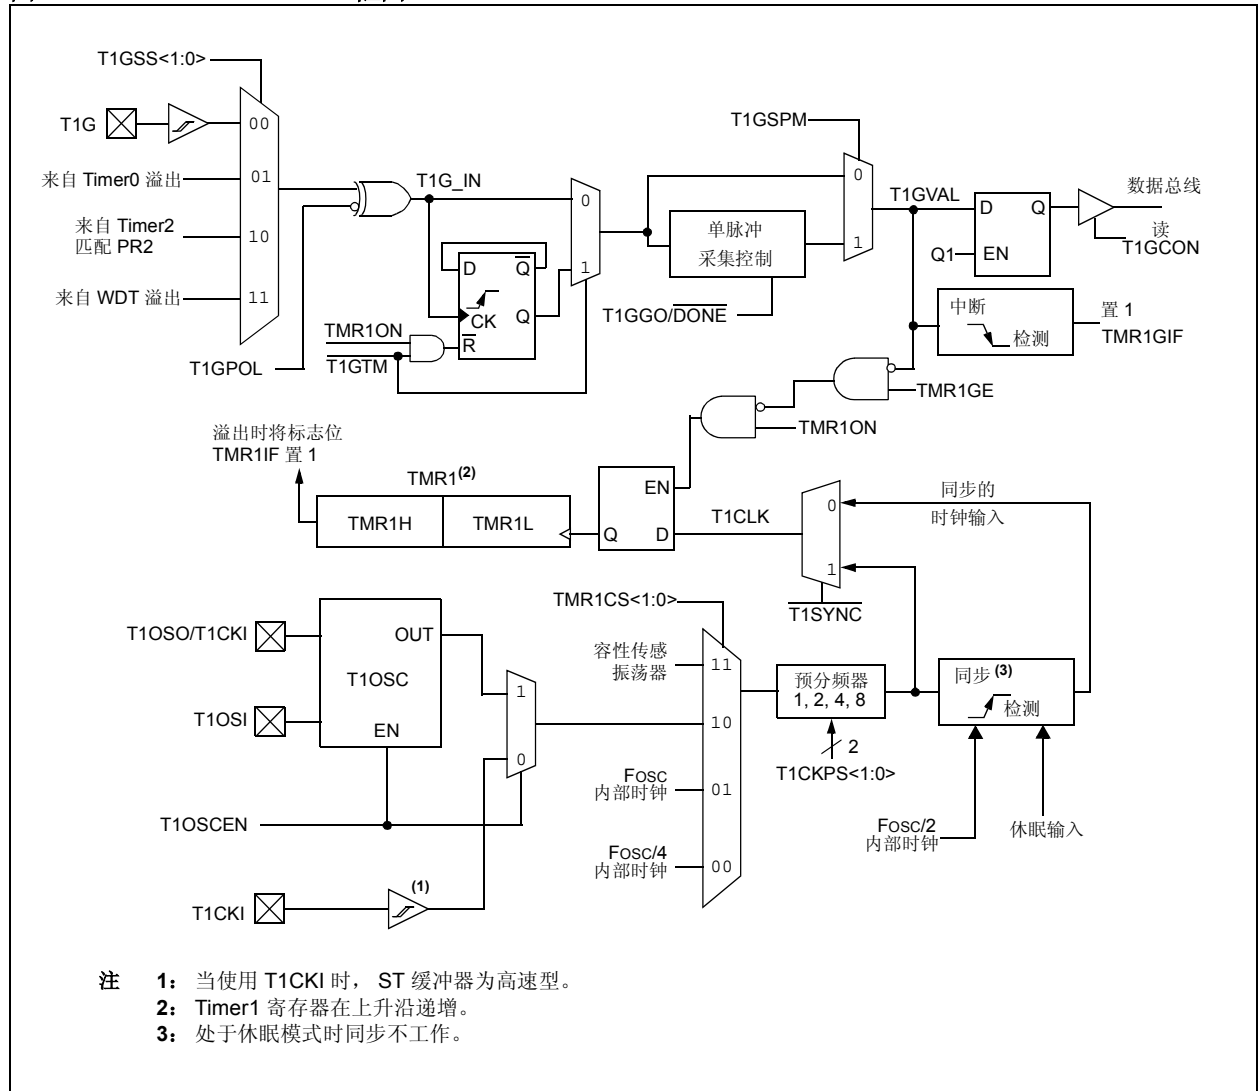 T1GSS<1:0>
T1G
00
来自 Timer0 溢出
01
来自 Timer2
匹配 PR2
10
来自 WDT 溢出
11
T1GPOL
T1G_IN
0
1
D
Q
CK
Q
R
TMR1ON
T1GTM
T1GSPM
0
1
单脉冲
采集控制
T1GGO/DONE
T1GVAL
D
Q
Q1
EN
数据总线
读
T1GCON
中断
检测
置 1
TMR1GIF
TMR1GE
TMR1ON
溢出时将标志位
TMR1IF 置 1
TMR1(2)
TMR1H
TMR1L
EN
Q
D
T1CLK
0
1
T1SYNC
同步的
时钟输入
TMR1CS<1:0>
T1OSO/T1CKI
OUT
T1OSC
T1OSI
EN
1
0
T1OSCEN
T1CKI
(1)
容性传感
振荡器
11
10
FOSC
内部时钟
01
FOSC/4
内部时钟
00
预分频器
1, 2, 4, 8
2
T1CKPS<1:0>
同步(3)
检测
FOSC/2
内部时钟
休眠输入
注 1： 当使用 T1CKI 时， ST 缓冲器为高速型。
2： Timer1 寄存器在上升沿递增。
3： 处于休眠模式时同步不工作。